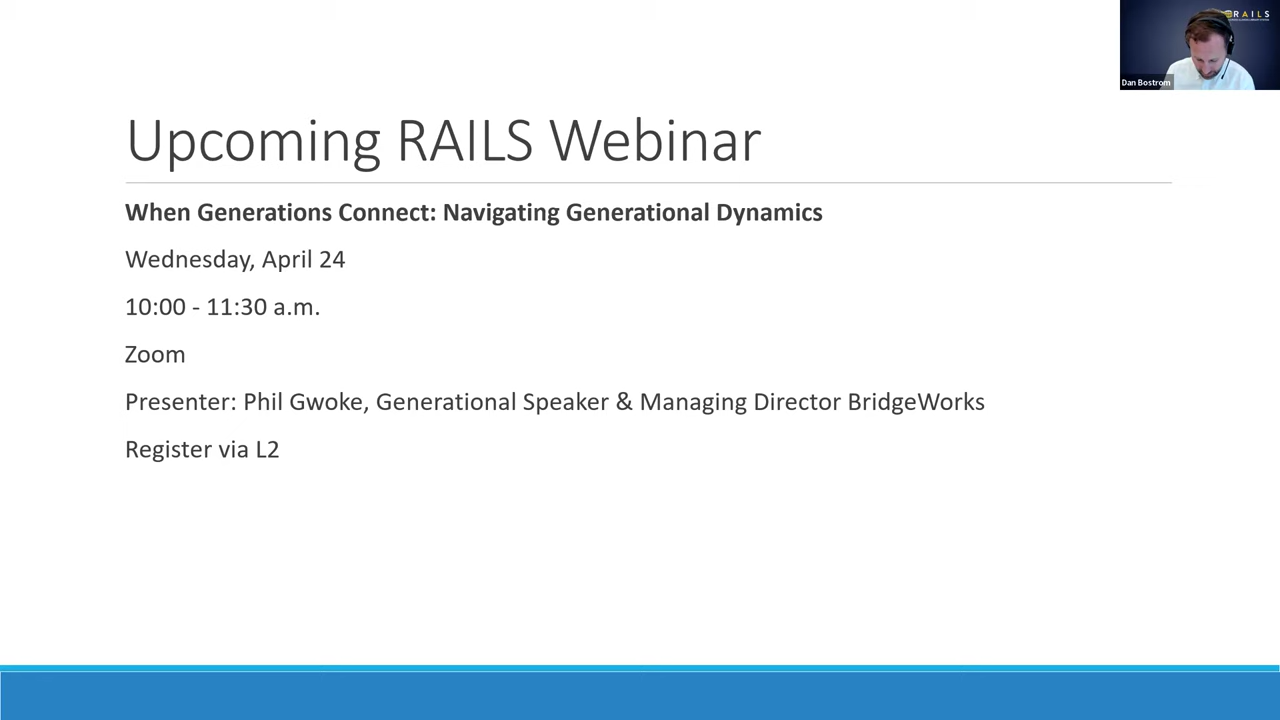 RAILS
Dan Bostrom
Upcoming RAILS Webinar
When Generations Connect: Navigating Generational Dynamics
Wednesday, April 24
10:00 - 11:30 a.m.
Zoom
Presenter: Phil Gwoke, Generational Speaker & Managing Director BridgeWorks
Register via L2